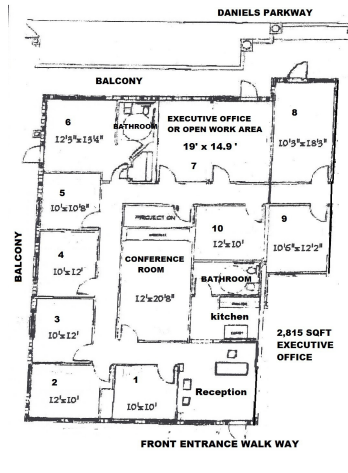 DANIELS PARKWAY
BALCONY
6
12'3"x13'4"
BATHROOM
EXECUTIVE OFFICE
OR OPEN WORK AREA
19' x 14.9 '
7
8
10'3"x18'3"
5
10'x10'8"
PROJECTION
10
12'x10'
9
10'6"x12'2"
BALCONY
4
10'x12'
CONFERENCE
ROOM
12'x20'8"
BATHROOM
kitchen
3
10'x12'
2,815 SQFT
EXECUTIVE
OFFICE
2
12'x10'
1
10'x10'
Reception
FRONT ENTRANCE WALK WAY